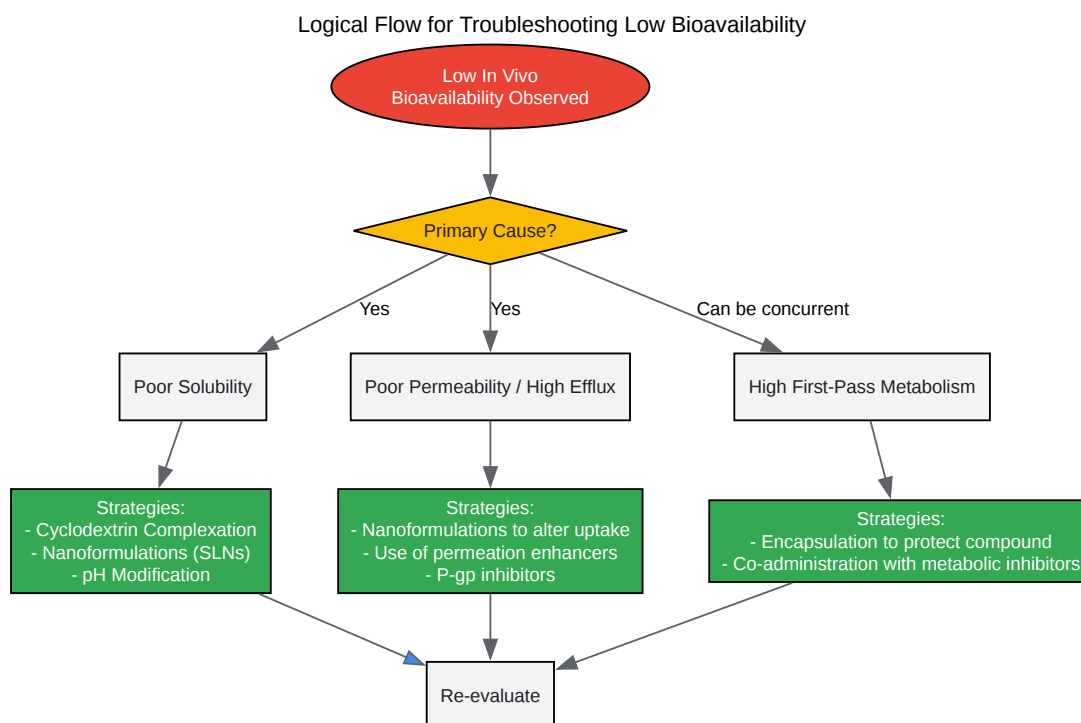 Logical Flow for Troubleshooting Low Bioavailability
Low In Vivo
Bioavailability Observed
Primary Cause?
Yes
Yes
Can be concurrent
Poor Solubility
Poor Permeability / High Efflux
High First-Pass Metabolism
Strategies:
- Cyclodextrin Complexation
- Nanoformulations (SLNs)
- pH Modification
Strategies:
- Nanoformulations to alter uptake
- Use of permeation enhancers
- P-gp inhibitors
Strategies:
- Encapsulation to protect compound
- Co-administration with metabolic inhibitors
Re-evaluate